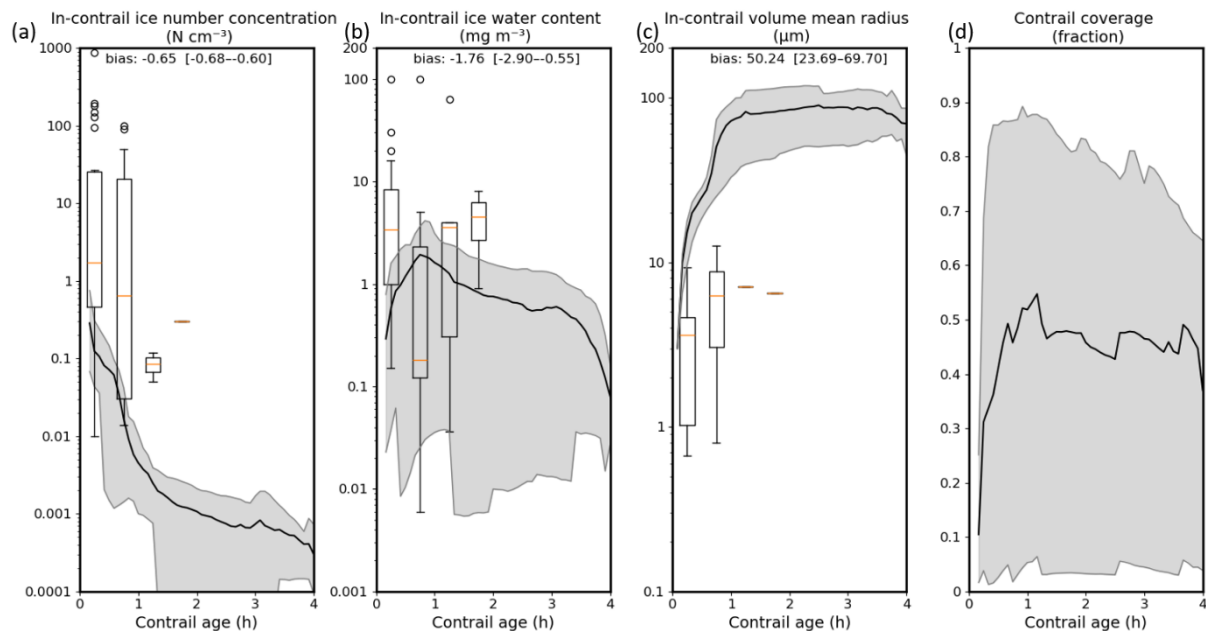 (a)
In-contrail ice number concentration
(N cm⁻³)
bias: -0.65 [-0.68–-0.60]
1000
100
10
1
0.1
0.01
0.001
0.0001
0
1
2
3
4
Contrail age (h)
(b)
In-contrail ice water content
(mg m⁻³)
bias: -1.76 [-2.90–-0.55]
200
100
10
1
0.1
0.01
0.001
0
1
2
3
4
Contrail age (h)
(c)
In-contrail volume mean radius
(μm)
bias: 50.24 [23.69–69.70]
200
100
10
1
0.1
0
1
2
3
4
Contrail age (h)
(d)
Contrail coverage
(fraction)
1
0.9
0.8
0.7
0.6
0.5
0.4
0.3
0.2
0.1
0
0
1
2
3
4
Contrail age (h)